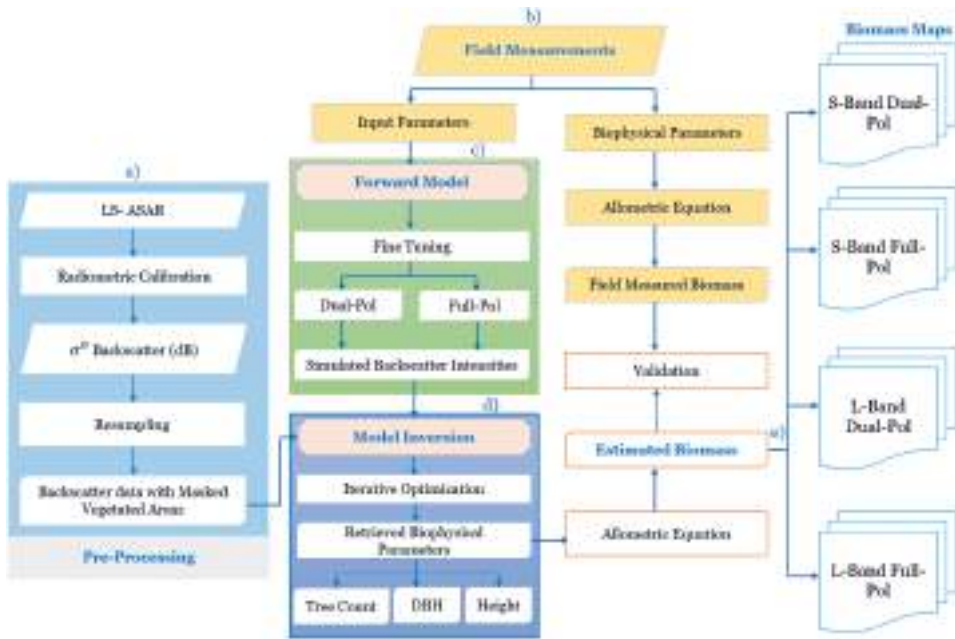 b)
Field Measurements
Biomass Maps
Input Parameters
Biophysical Parameters
S-Band Dual-
Pol
c)
a)
Forward Model
LS- ASAR
Allometric Equation
Fine Tuning
S-Band Full-
Pol
Radiometric Calibration
Field Measured Biomass
Dual-Pol
Full-Pol
σ⁰ Backscatter (dB)
Simulated Backscatter Intensities
Validation
d)
L-Band
Dual-Pol
Resampling
Model Inversion
Estimated Biomass
e)
Backscatter data with Masked
Vegetated Areas
Iterative Optimization
Retrieved Biophysical
Parameters
Allometric Equation
Pre-Processing
L-Band Full-
Pol
Tree Count
DBH
Height